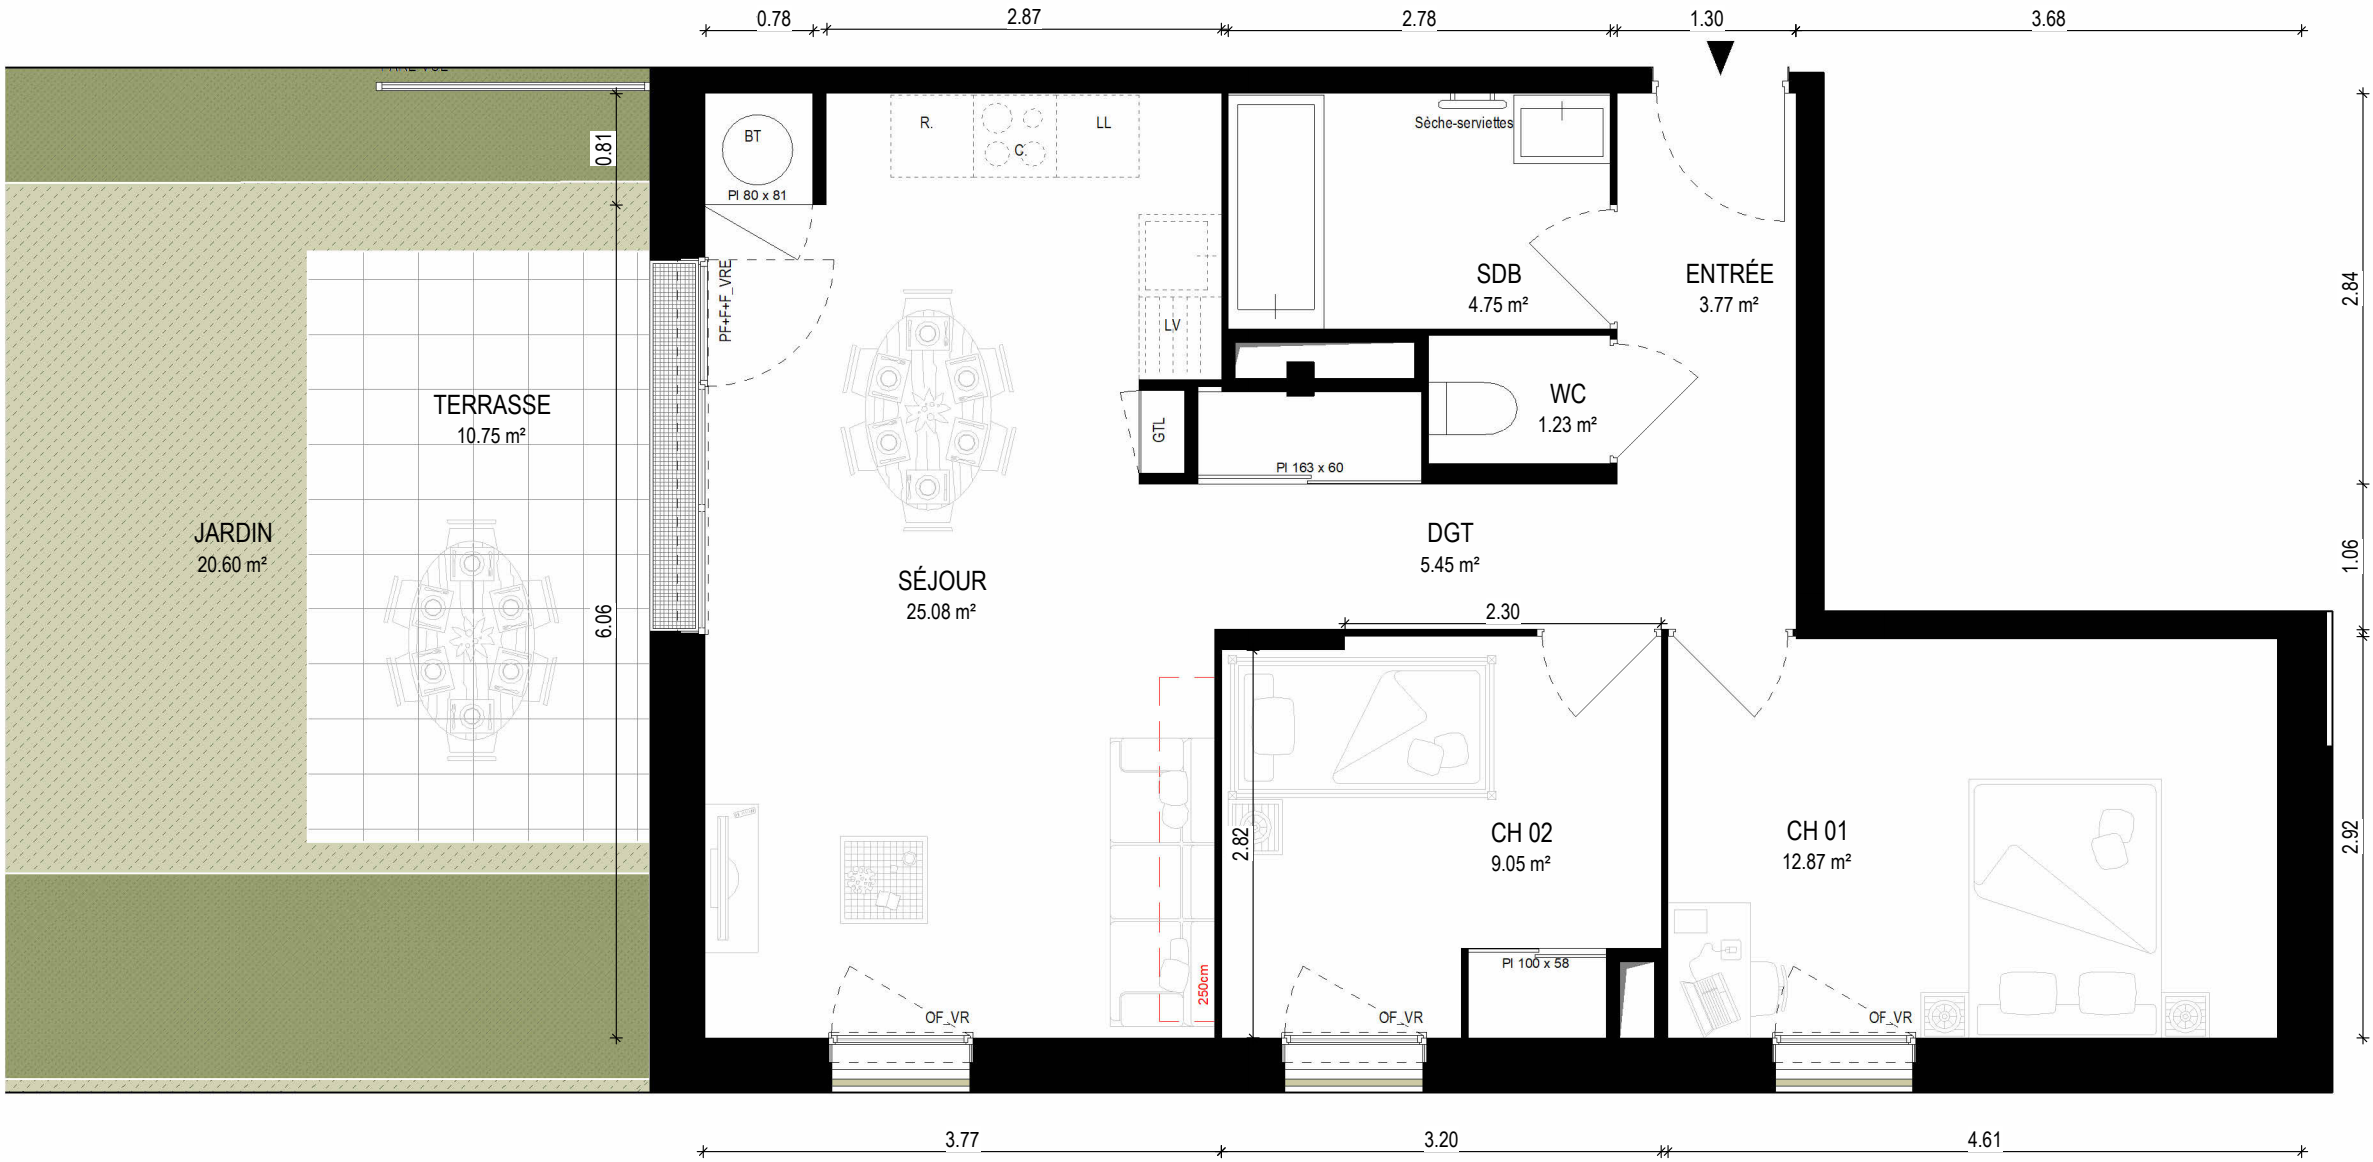 0.78
2.87
2.78
1.30
3.68
0.81
BT
PI 80 x 81
R.
C.
LL
Sèche-serviettes
PF+F+F_VRE
LV
SDB
4.75 m²
ENTRÉE
3.77 m²
2.84
TERRASSE
10.75 m²
GTL
WC
1.23 m²
PI 163 x 60
JARDIN
20.60 m²
DGT
5.45 m²
1.06
SÉJOUR
25.08 m²
6.06
2.30
2.82
CH 02
9.05 m²
CH 01
12.87 m²
2.92
250cm
PI 100 x 58
OF_VR
OF_VR
OF_VR
3.77
3.20
4.61